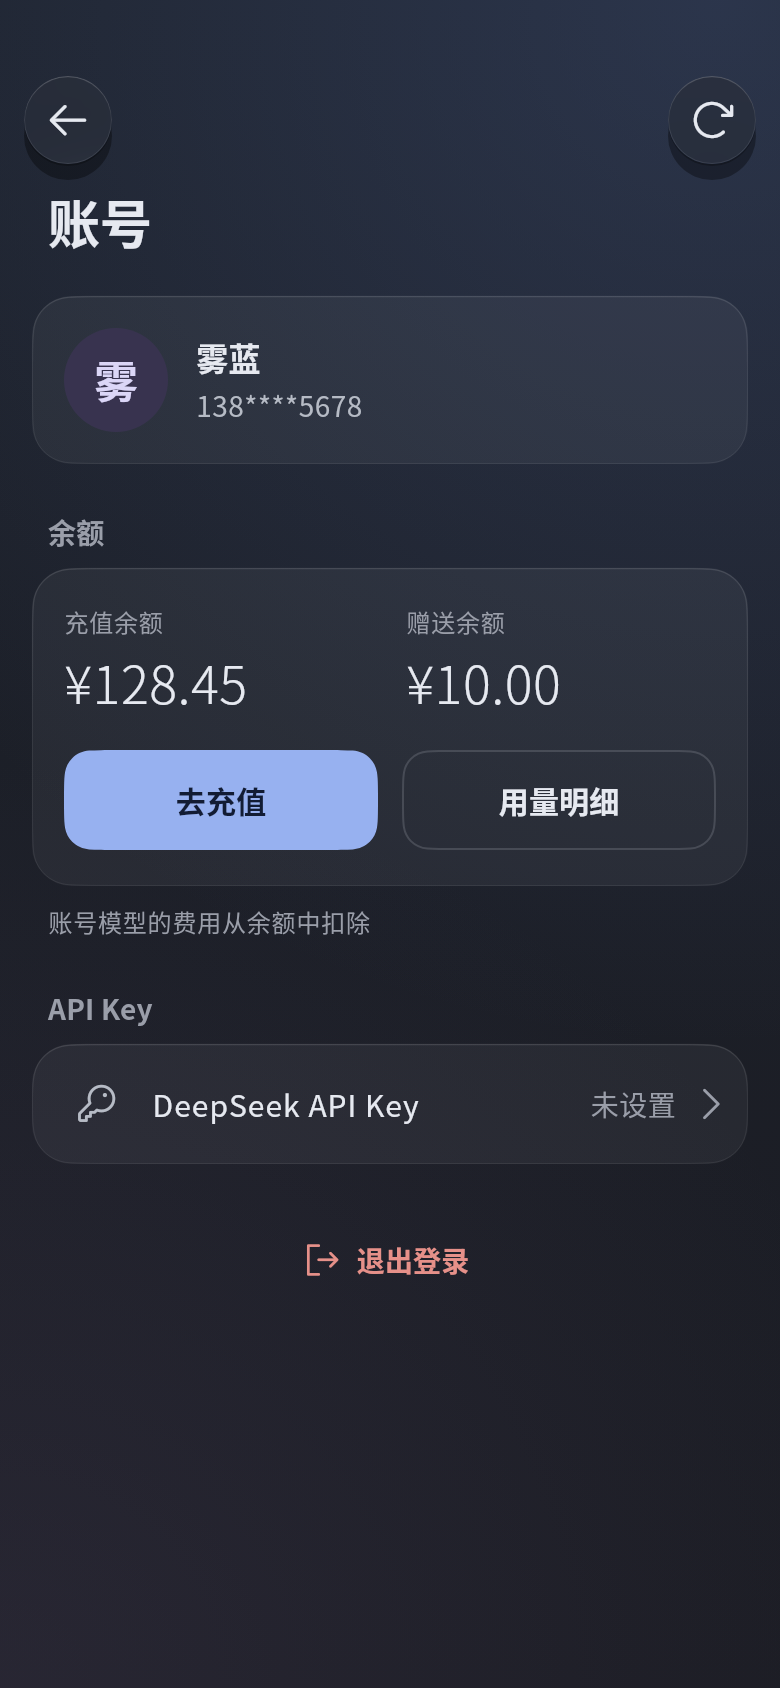 账号
雾
雾蓝
138****5678
余额
充值余额
赠送余额
¥128.45
¥10.00
去充值
用量明细
账号模型的费用从余额中扣除
API Key
DeepSeek API Key
未设置
退出登录